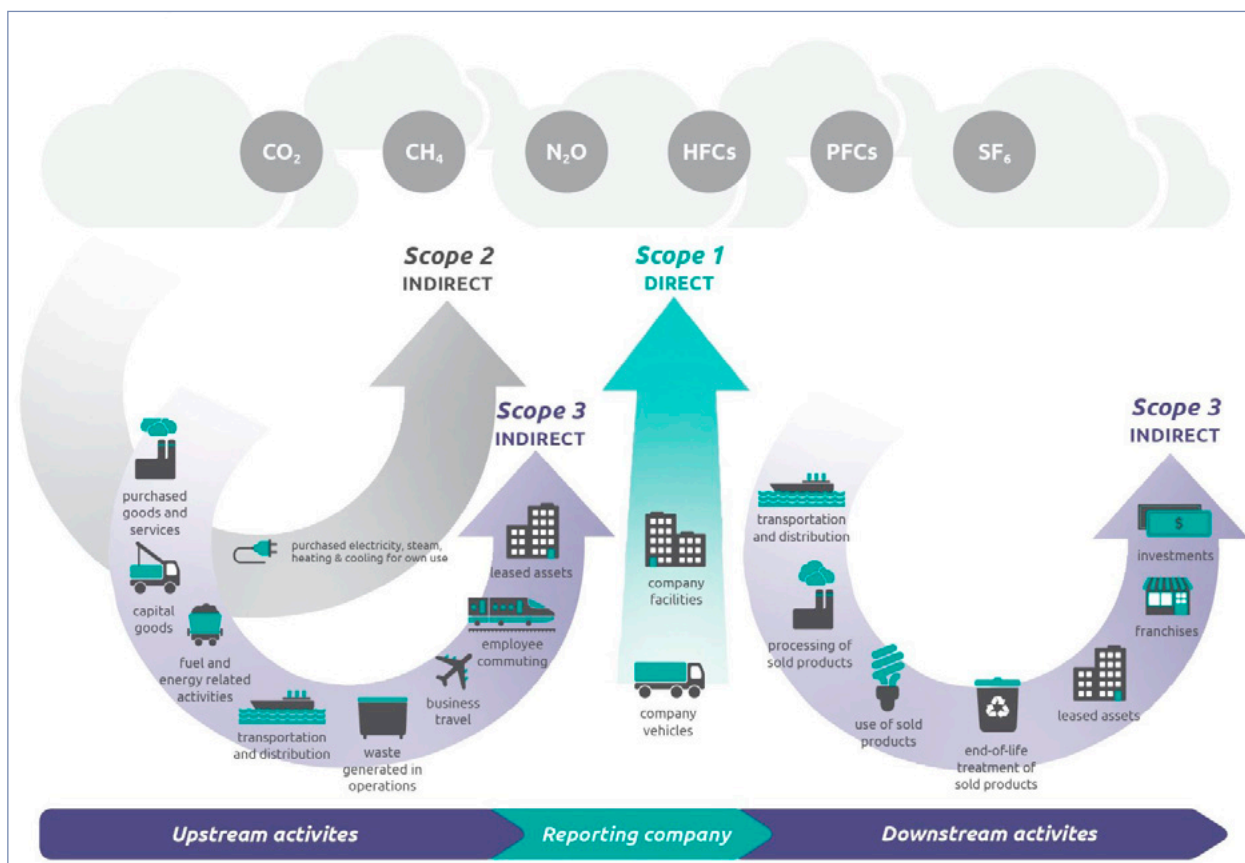 CO₂
CH₄
N₂O
HFCs
PFCs
SF₆
Scope 2
INDIRECT
Scope 1
DIRECT
Scope 3
INDIRECT
Scope 3
INDIRECT
purchased
goods and
services
capital
goods
fuel and
energy related
activities
transportation
and distribution
waste
generated in
operations
business
travel
employee
commuting
leased assets
purchased electricity, steam,
heating & cooling for own use
company
facilities
company
vehicles
transportation
and distribution
processing of
sold products
use of sold
products
end-of-life
treatment of
sold products
leased assets
franchises
$
investments
Upstream activites
Reporting company
Downstream activites